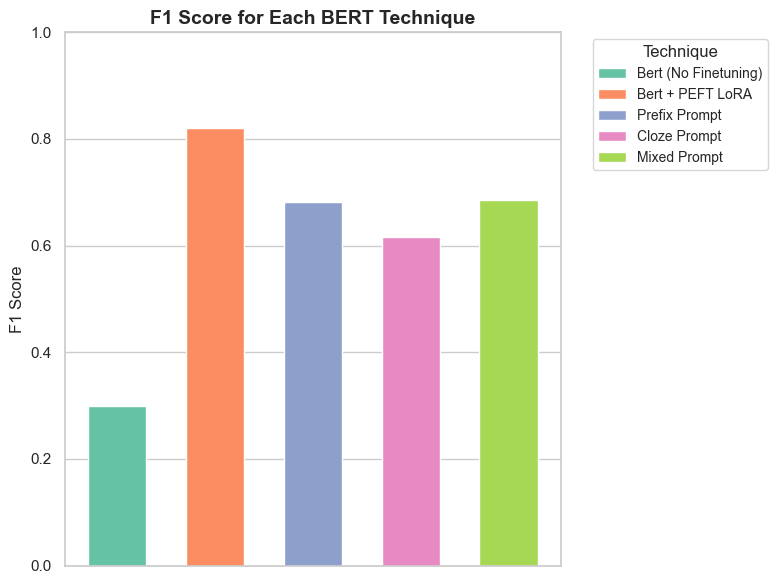 F1 Score for Each BERT Technique
1.0
0.8
0.6
0.4
0.2
0.0
F1 Score
Technique
Bert (No Finetuning)
Bert + PEFT LoRA
Prefix Prompt
Cloze Prompt
Mixed Prompt